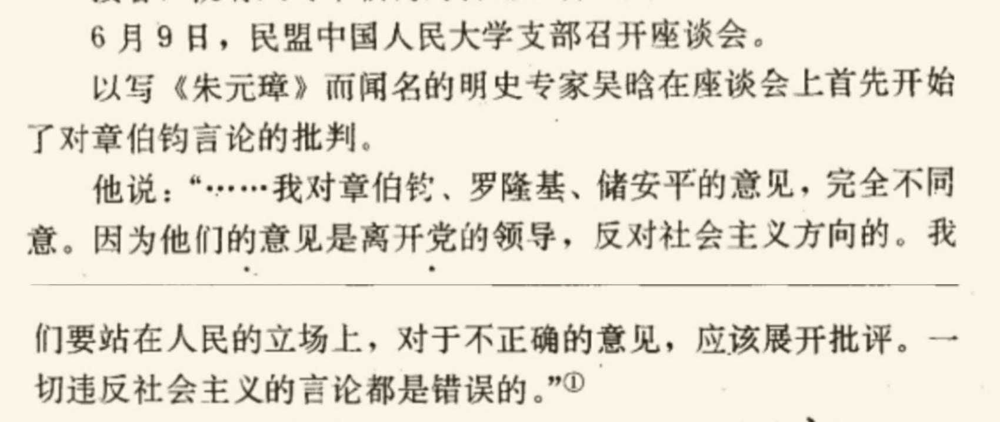 6月9日，民盟中国人民大学支部召开座谈会。
以写《朱元璋》而闻名的明史专家吴晗在座谈会上首先开始
了对章伯钧言论的批判。
他说：“……我对章伯钧、罗隆基、储安平的意见，完全不同
意。因为他们的意见是离开党的领导，反对社会主义方向的。我
们要站在人民的立场上，对于不正确的意见，应该展开批评。一
切违反社会主义的言论都是错误的。”①